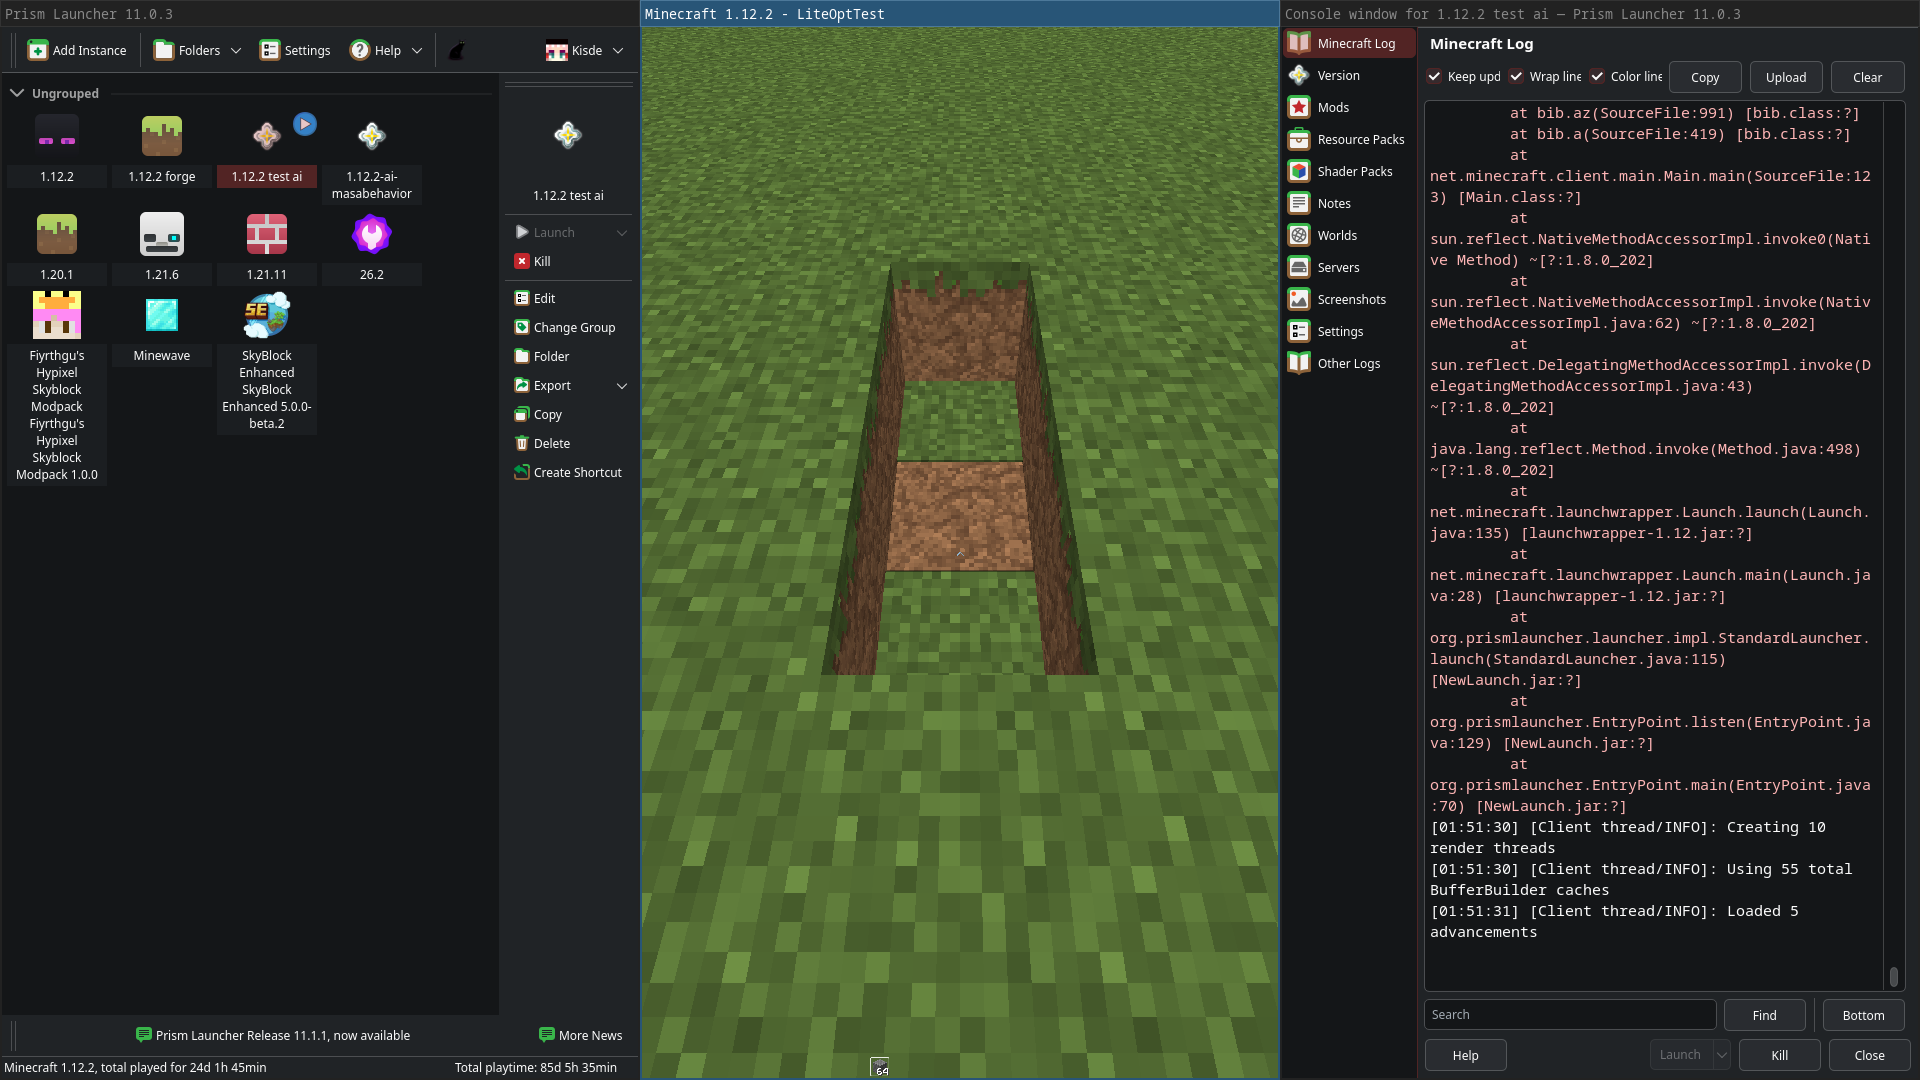 Prism Launcher 11.0.3
Add Instance
Folders
Settings
Help
Kisde
Ungrouped
1.12.2
1.12.2 forge
1.12.2 test ai
1.12.2-ai-
masabehavior
1.20.1
1.21.6
1.21.11
26.2
Fiyrthgu's
Hypixel
Skyblock
Modpack
Fiyrthgu's
Hypixel
Skyblock
Modpack 1.0.0
Minewave
SE
SkyBlock
Enhanced
SkyBlock
Enhanced 5.0.0-
beta.2
1.12.2 test ai
Launch
Kill
Edit
Change Group
Folder
Export
Copy
Delete
Create Shortcut
Prism Launcher Release 11.1.1, now available
More News
Minecraft 1.12.2, total played for 24d 1h 45min
Total playtime: 85d 5h 35min
Minecraft 1.12.2 - LiteOptTest
64
Console window for 1.12.2 test ai — Prism Launcher 11.0.3
Minecraft Log
Version
Mods
Resource Packs
Shader Packs
Notes
Worlds
Servers
Screenshots
Settings
Other Logs
Minecraft Log
Keep upd
Wrap line
Color line
Copy
Upload
Clear
at bib.az(SourceFile:991) [bib.class:?]
at bib.a(SourceFile:419) [bib.class:?]
at
net.minecraft.client.main.Main.main(SourceFile:12
3) [Main.class:?]
at
sun.reflect.NativeMethodAccessorImpl.invoke0(Nati
ve Method) ~[?:1.8.0_202]
at
sun.reflect.NativeMethodAccessorImpl.invoke(Nativ
eMethodAccessorImpl.java:62) ~[?:1.8.0_202]
at
sun.reflect.DelegatingMethodAccessorImpl.invoke(D
elegatingMethodAccessorImpl.java:43)
~[?:1.8.0_202]
at
java.lang.reflect.Method.invoke(Method.java:498)
~[?:1.8.0_202]
at
net.minecraft.launchwrapper.Launch.launch(Launch.
java:135) [launchwrapper-1.12.jar:?]
at
net.minecraft.launchwrapper.Launch.main(Launch.ja
va:28) [launchwrapper-1.12.jar:?]
at
org.prismlauncher.launcher.impl.StandardLauncher.
launch(StandardLauncher.java:115)
[NewLaunch.jar:?]
at
org.prismlauncher.EntryPoint.listen(EntryPoint.ja
va:129) [NewLaunch.jar:?]
at
org.prismlauncher.EntryPoint.main(EntryPoint.java
:70) [NewLaunch.jar:?]
[01:51:30] [Client thread/INFO]: Creating 10
render threads
[01:51:30] [Client thread/INFO]: Using 55 total
BufferBuilder caches
[01:51:31] [Client thread/INFO]: Loaded 5
advancements
Search
Find
Bottom
Help
Launch
Kill
Close